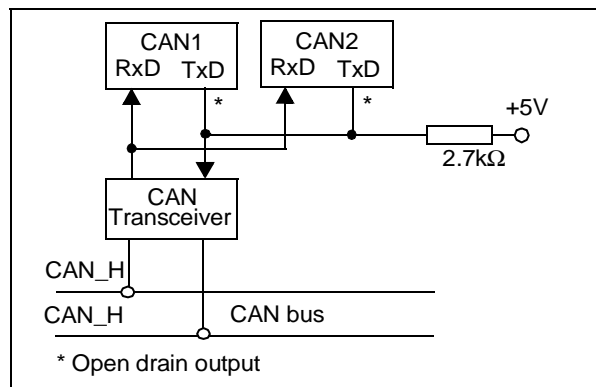 CAN1
RxD TxD
*
CAN2
RxD TxD
*
+5V
2.7kΩ
CAN
Transceiver
CAN_H
CAN_H
CAN bus
* Open drain output